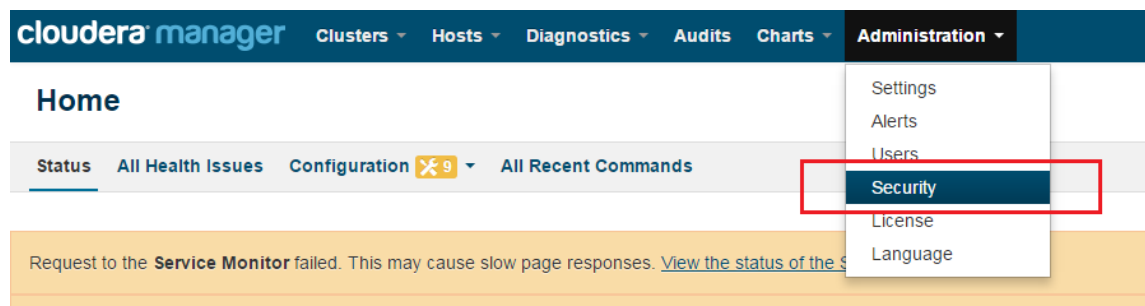 cloudera manager Clusters Hosts Diagnostics Audits Charts Administration
Home
Status All Health Issues Configuration 9 All Recent Commands
Settings
Alerts
Users
Security
License
Language
Request to the Service Monitor failed. This may cause slow page responses. View the status of the